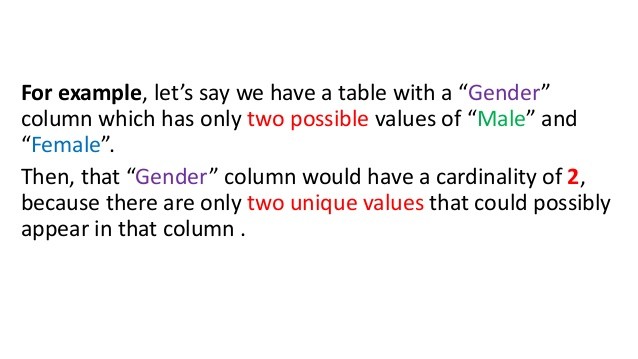 For example, let’s say we have a table with a “Gender”
column which has only two possible values of “Male” and
“Female”.
Then, that “Gender” column would have a cardinality of 2,
because there are only two unique values that could possibly
appear in that column .